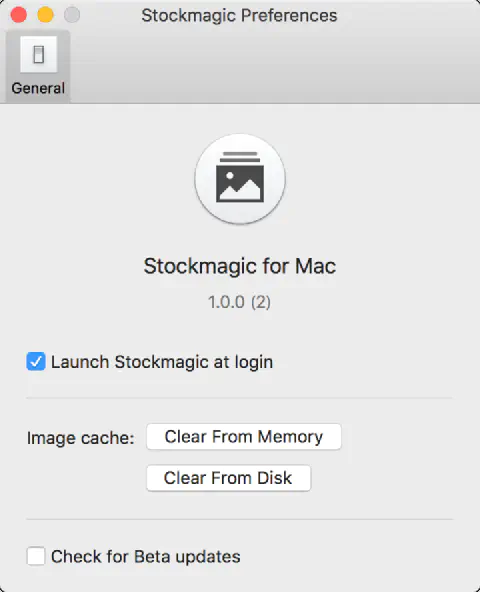 Stockmagic Preferences
General
Stockmagic for Mac
1.0.0 (2)
Launch Stockmagic at login
Image cache: Clear From Memory
Clear From Disk
Check for Beta updates